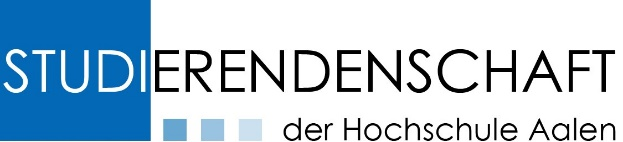 STUDIERENDENSCHAFT
der Hochschule Aalen